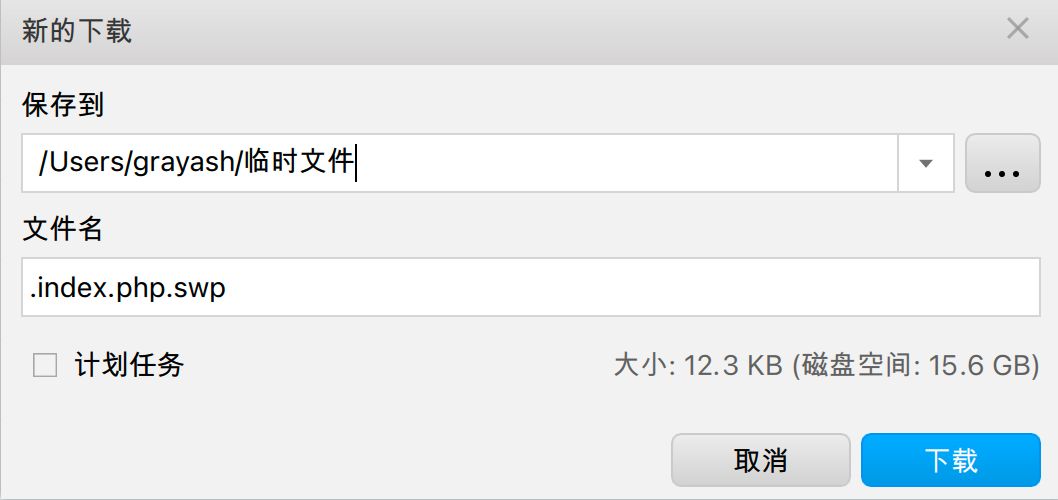 新的下载
保存到
/Users/grayash/临时文件
...
文件名
.index.php.swp
计划任务
大小: 12.3 KB (磁盘空间: 15.6 GB)
取消
下载